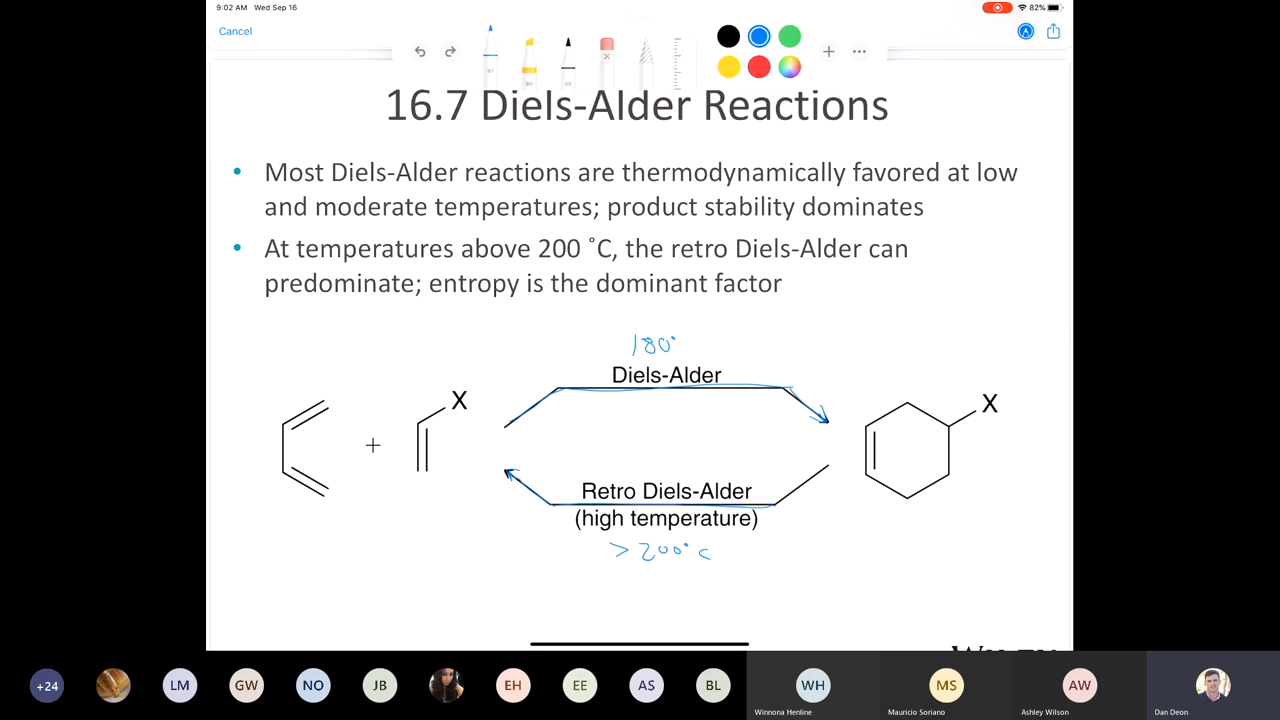 9:02 AM Wed Sep 16
82%
Cancel
16.7 Diels-Alder Reactions
• Most Diels-Alder reactions are thermodynamically favored at low
and moderate temperatures; product stability dominates
• At temperatures above 200 ˚C, the retro Diels-Alder can
predominate; entropy is the dominant factor
180°
Diels-Alder
X
+
X
Retro Diels-Alder
(high temperature)
> 200° C
+24
LM
GW
NO
JB
EH
EE
AS
BL
WH
MS
AW
Winnona Henline
Mauricio Soriano
Ashley Wilson
Dan Deon